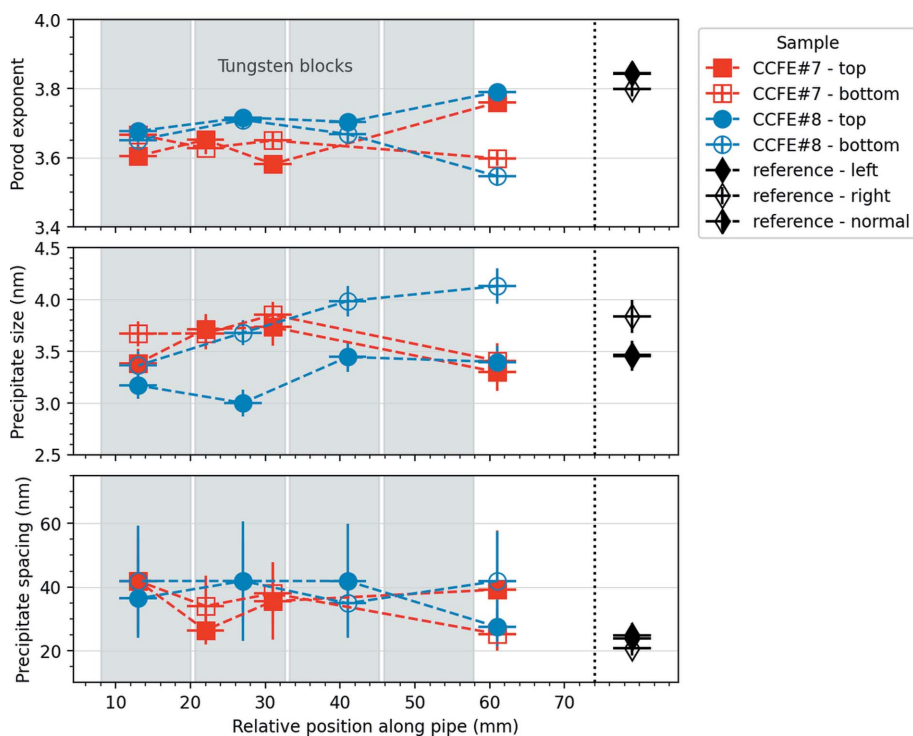 4.0
3.8
3.6
3.4
Porod exponent
Tungsten blocks
Sample
CCFE#7 - top
CCFE#7 - bottom
CCFE#8 - top
CCFE#8 - bottom
reference - left
reference - right
reference - normal
4.5
4.0
3.5
3.0
2.5
Precipitate size (nm)
60
40
20
Precipitate spacing (nm)
10 20 30 40 50 60 70
Relative position along pipe (mm)